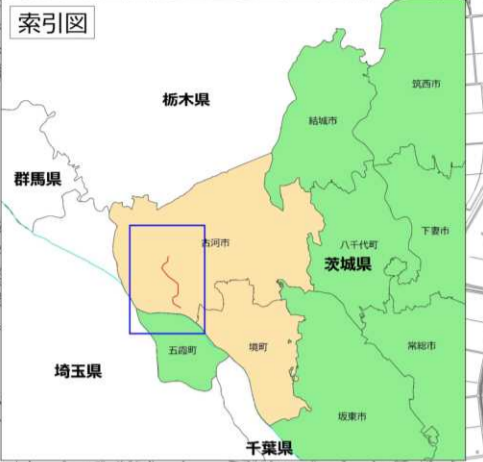 索引図
栃木県
筑西市
結城市
群馬県
古河市
八千代町
下妻市
茨城県
五霞町
境町
常総市
埼玉県
坂東市
千葉県